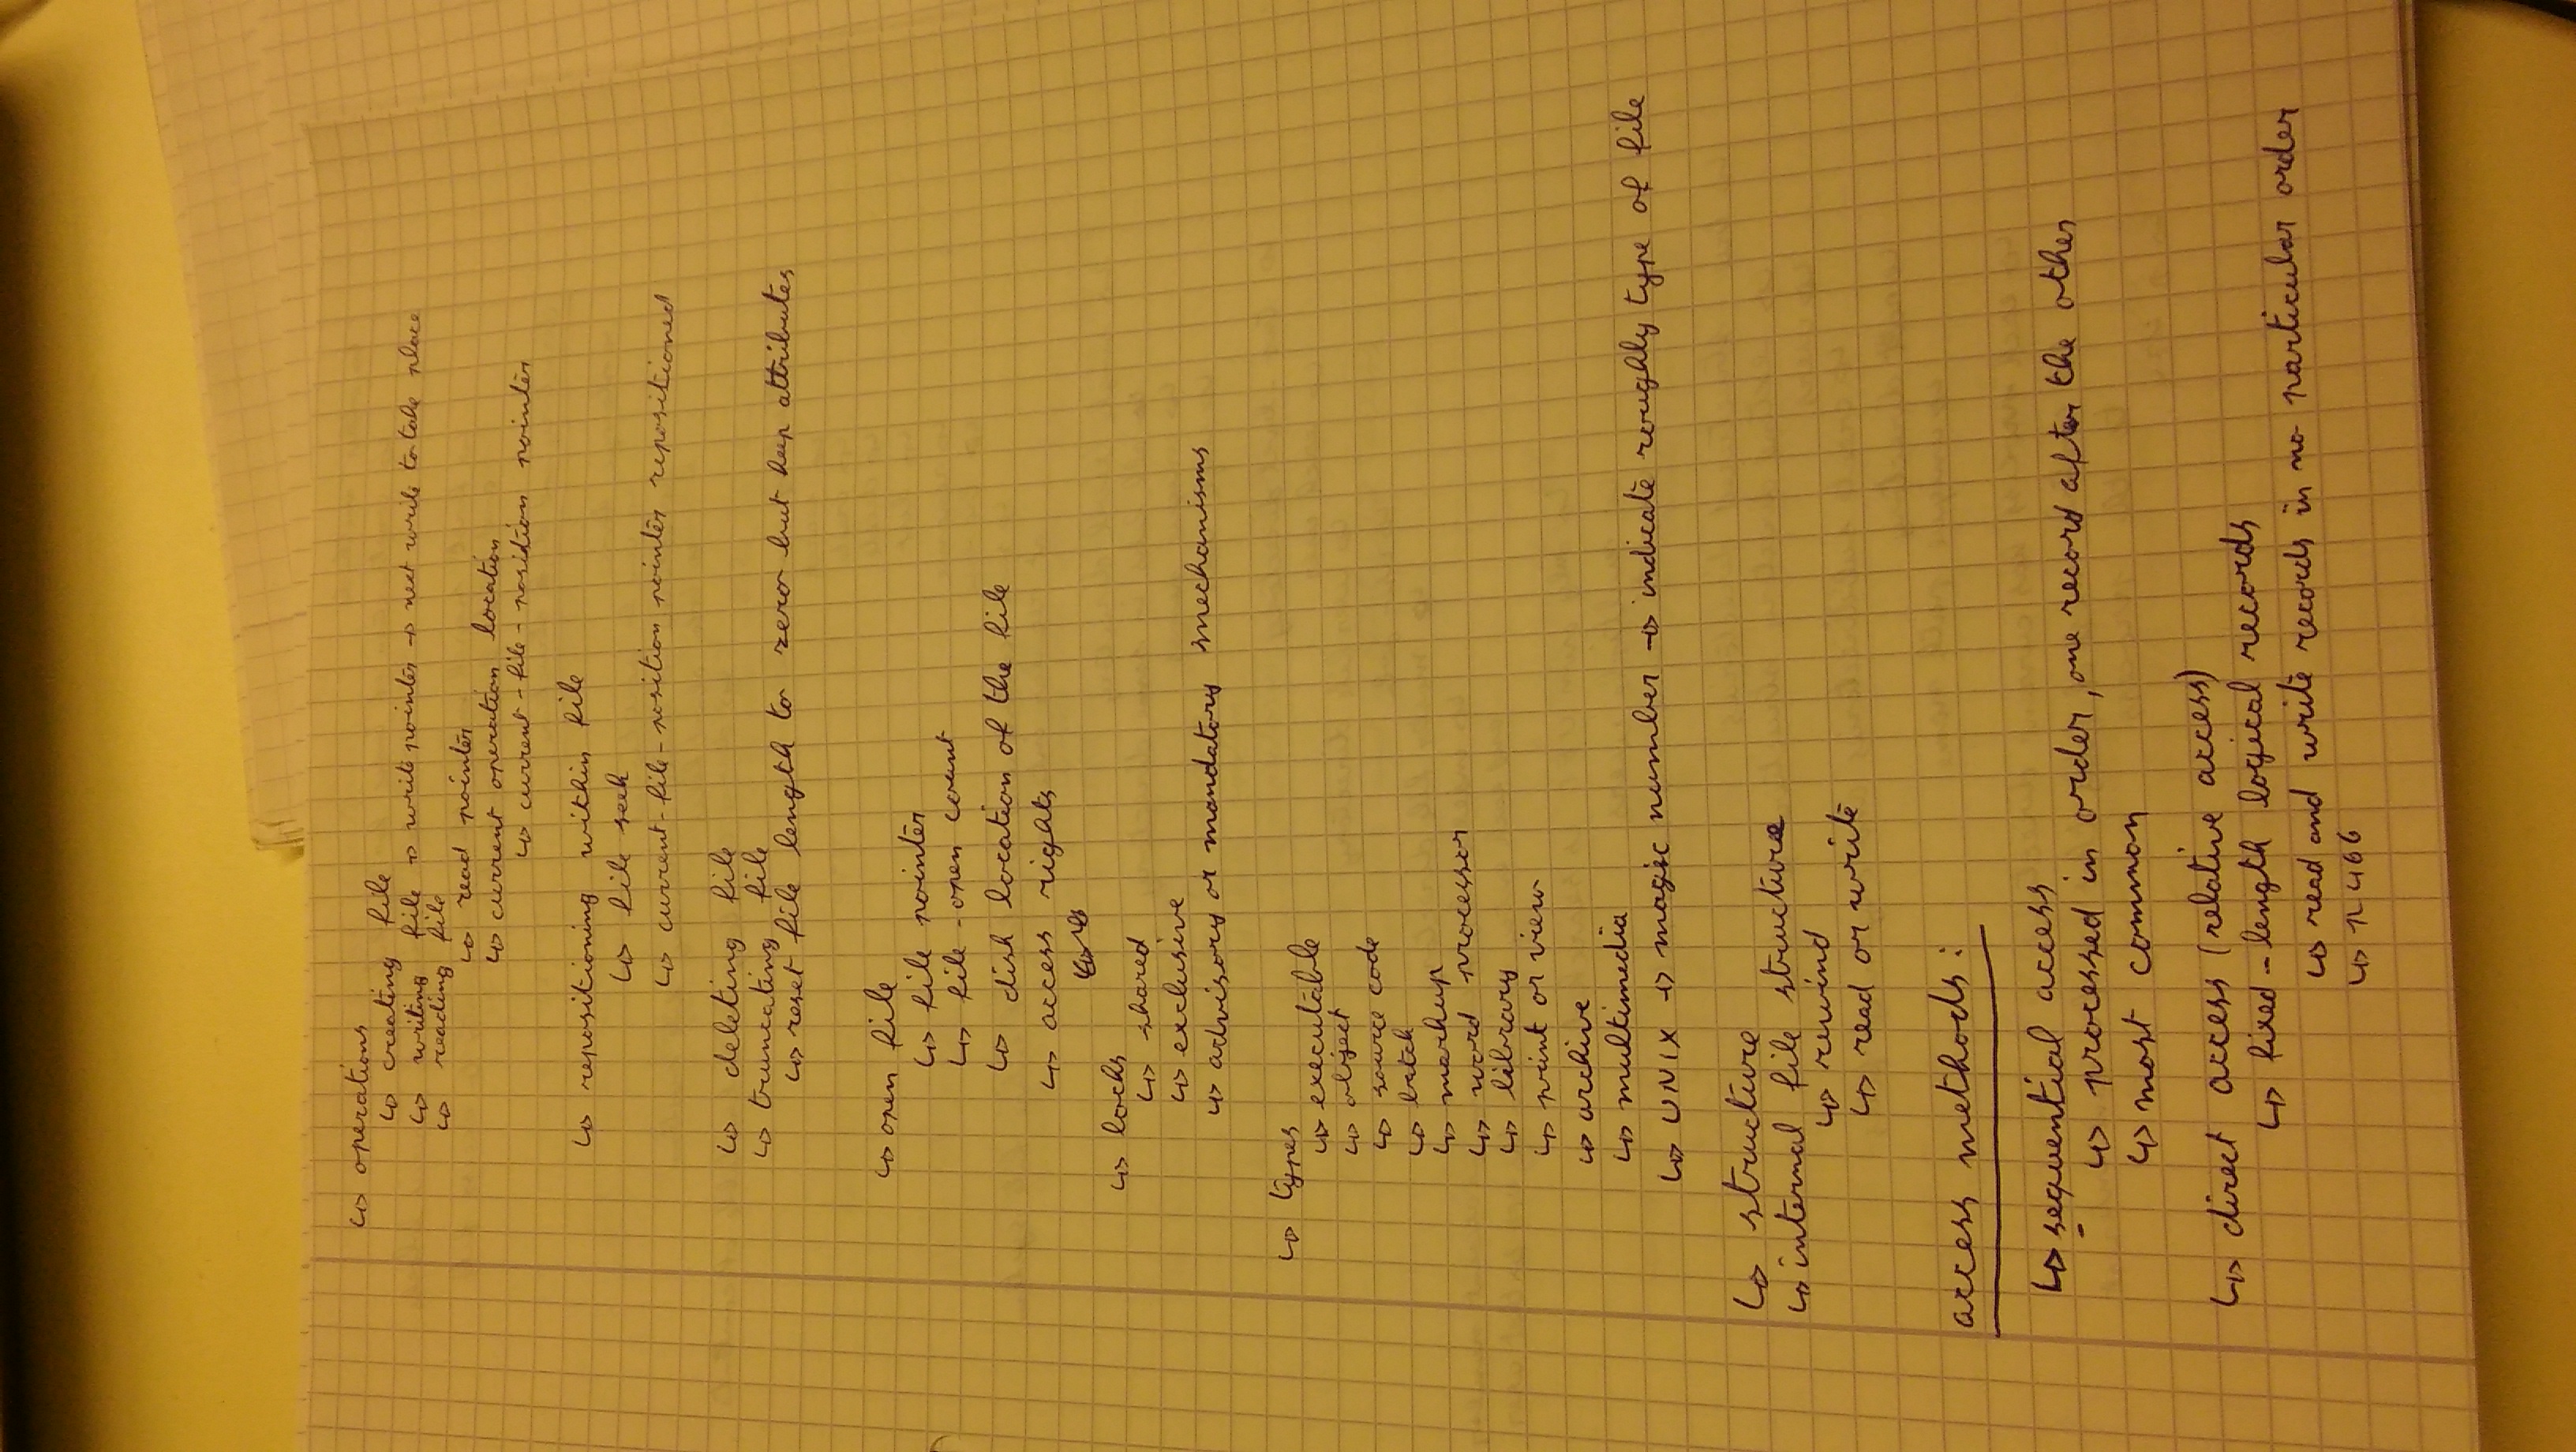 ↳ operations
↳ creating file
↳ writing file → write pointer → next write to take place
↳ reading file
↳ read pointer
↳ current operation location
↳ current-file-position pointer
↳ repositioning within file
↳ file seek
↳ current-file-position pointer repositioned
↳ deleting file
↳ truncating file
↳ reset file length to zero but keep attributes
↳ open file
↳ file pointer
↳ file-open count
↳ disk location of the file
↳ access rights
↳ locks
↳ shared
↳ exclusive
↳ advisory or mandatory mechanisms
↳ types
↳ executable
↳ object
↳ source code
↳ batch
↳ markup
↳ word processor
↳ library
↳ print or view
↳ archive
↳ multimedia
↳ UNIX → magic number → indicate roughly type of file
↳ structure
↳ internal file structure
↳ rewind
↳ read or write
access methods:
↳ sequential access
↳ processed in order, one record after the other
↳ most common
↳ direct access (relative access)
↳ fixed-length logical records
↳ read and write records in no particular order
↳ p 466